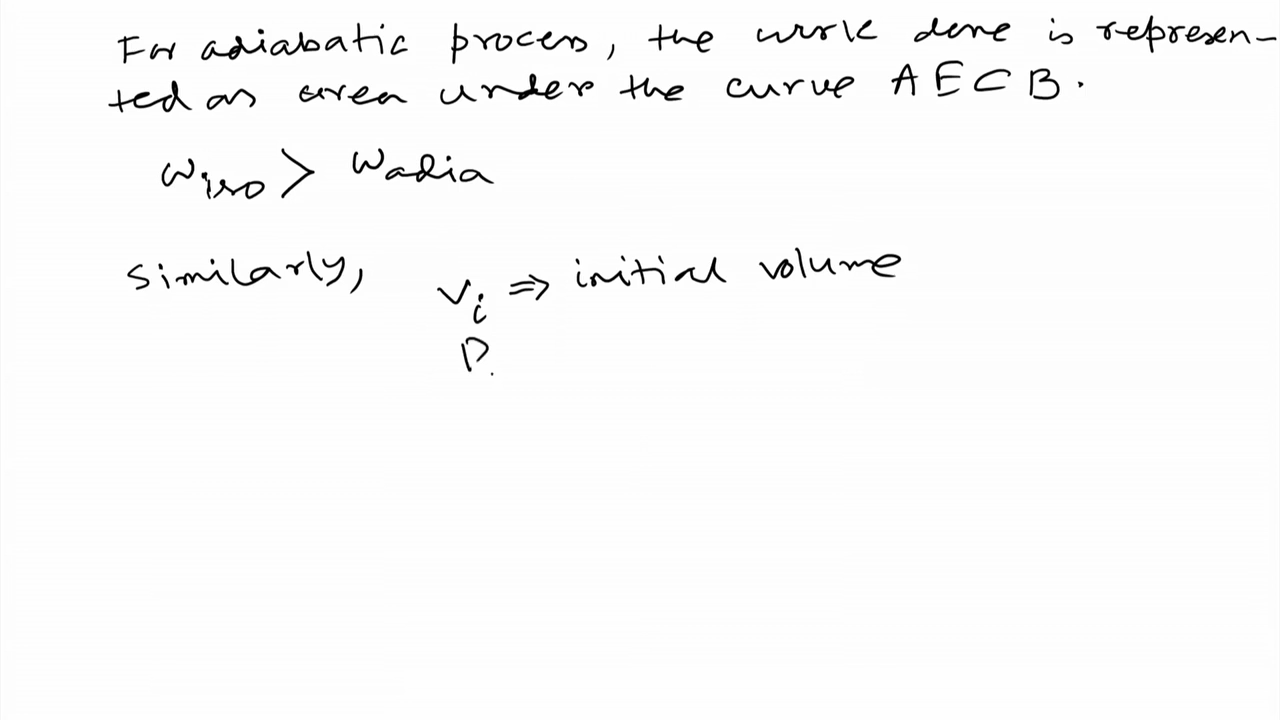 For adiabatic process, the work done is represen-
ted as area under the curve AECB.
Wiso > Wadia
Similarly, Vi ⇒ initial volume
P